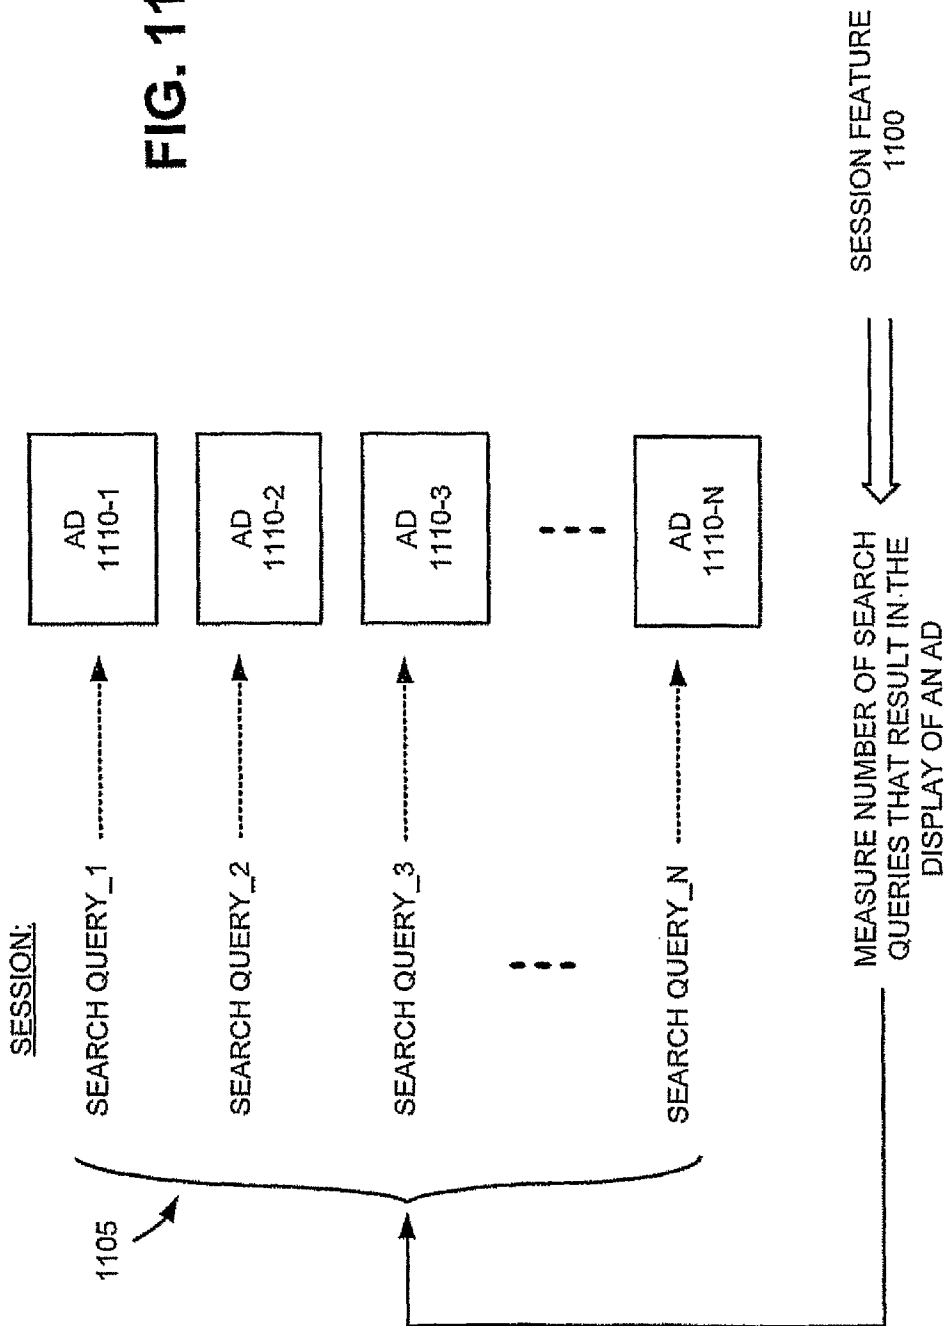 SESSION:
SEARCH QUERY_1
AD
1110-1
SEARCH QUERY_2
AD
1110-2
SEARCH QUERY_3
AD
1110-3
SEARCH QUERY_N
AD
1110-N
1105
MEASURE NUMBER OF SEARCH
QUERIES THAT RESULT IN THE
DISPLAY OF AN AD
SESSION FEATURE
1100
FIG. 11